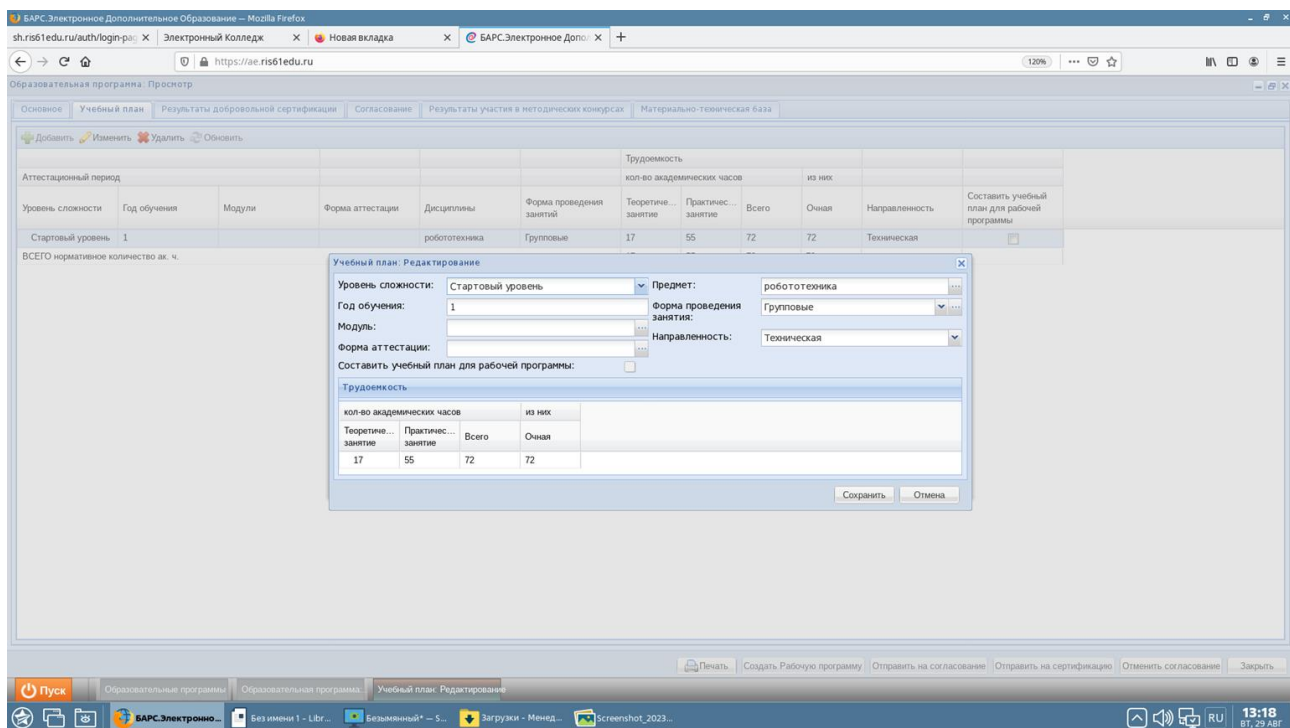 БАРС.Электронное Дополнительное Образование — Mozilla Firefox
sh.ris61edu.ru/auth/login-pag
Электронный Колледж
Новая вкладка
БАРС.Электронное Допол
https://ae.ris61edu.ru
120%
Образовательная программа: Просмотр
Основное Учебный план Результаты добровольной сертификации Согласование Результаты участия в методических конкурсах Материально-техническая база
Добавить Изменить Удалить Обновить
Трудоемкость
Аттестационный период кол-во академических часов из них
Уровень сложности Год обучения Модули Форма аттестации Дисциплины Форма проведения занятий Теоретиче... занятие Практичес... занятие Всего Очная Направленность Составить учебный план для рабочей программы
Стартовый уровень 1 робототехника Групповые 17 55 72 72 Техническая
ВСЕГО нормативное количество ак. ч.
Учебный план: Редактирование
Уровень сложности: Стартовый уровень Предмет: робототехника
Год обучения: 1 Форма проведения занятия: Групповые
Модуль:
Направленность: Техническая
Форма аттестации:
Составить учебный план для рабочей программы:
Трудоемкость
кол-во академических часов из них
Теоретиче... занятие Практичес... занятие Всего Очная
17 55 72 72
Сохранить Отмена
Печать Создать Рабочую программу Отправить на согласование Отправить на сертификацию Отменить согласование Закрыть
Пуск Образовательные программы Образовательная программа: Учебный план: Редактирование
БАРС.Электронно... Без имени 1 - Libr... Безымянный* — S... Загрузки - Менед... Screenshot_2023... RU 13:18
ВТ, 29 АВГ